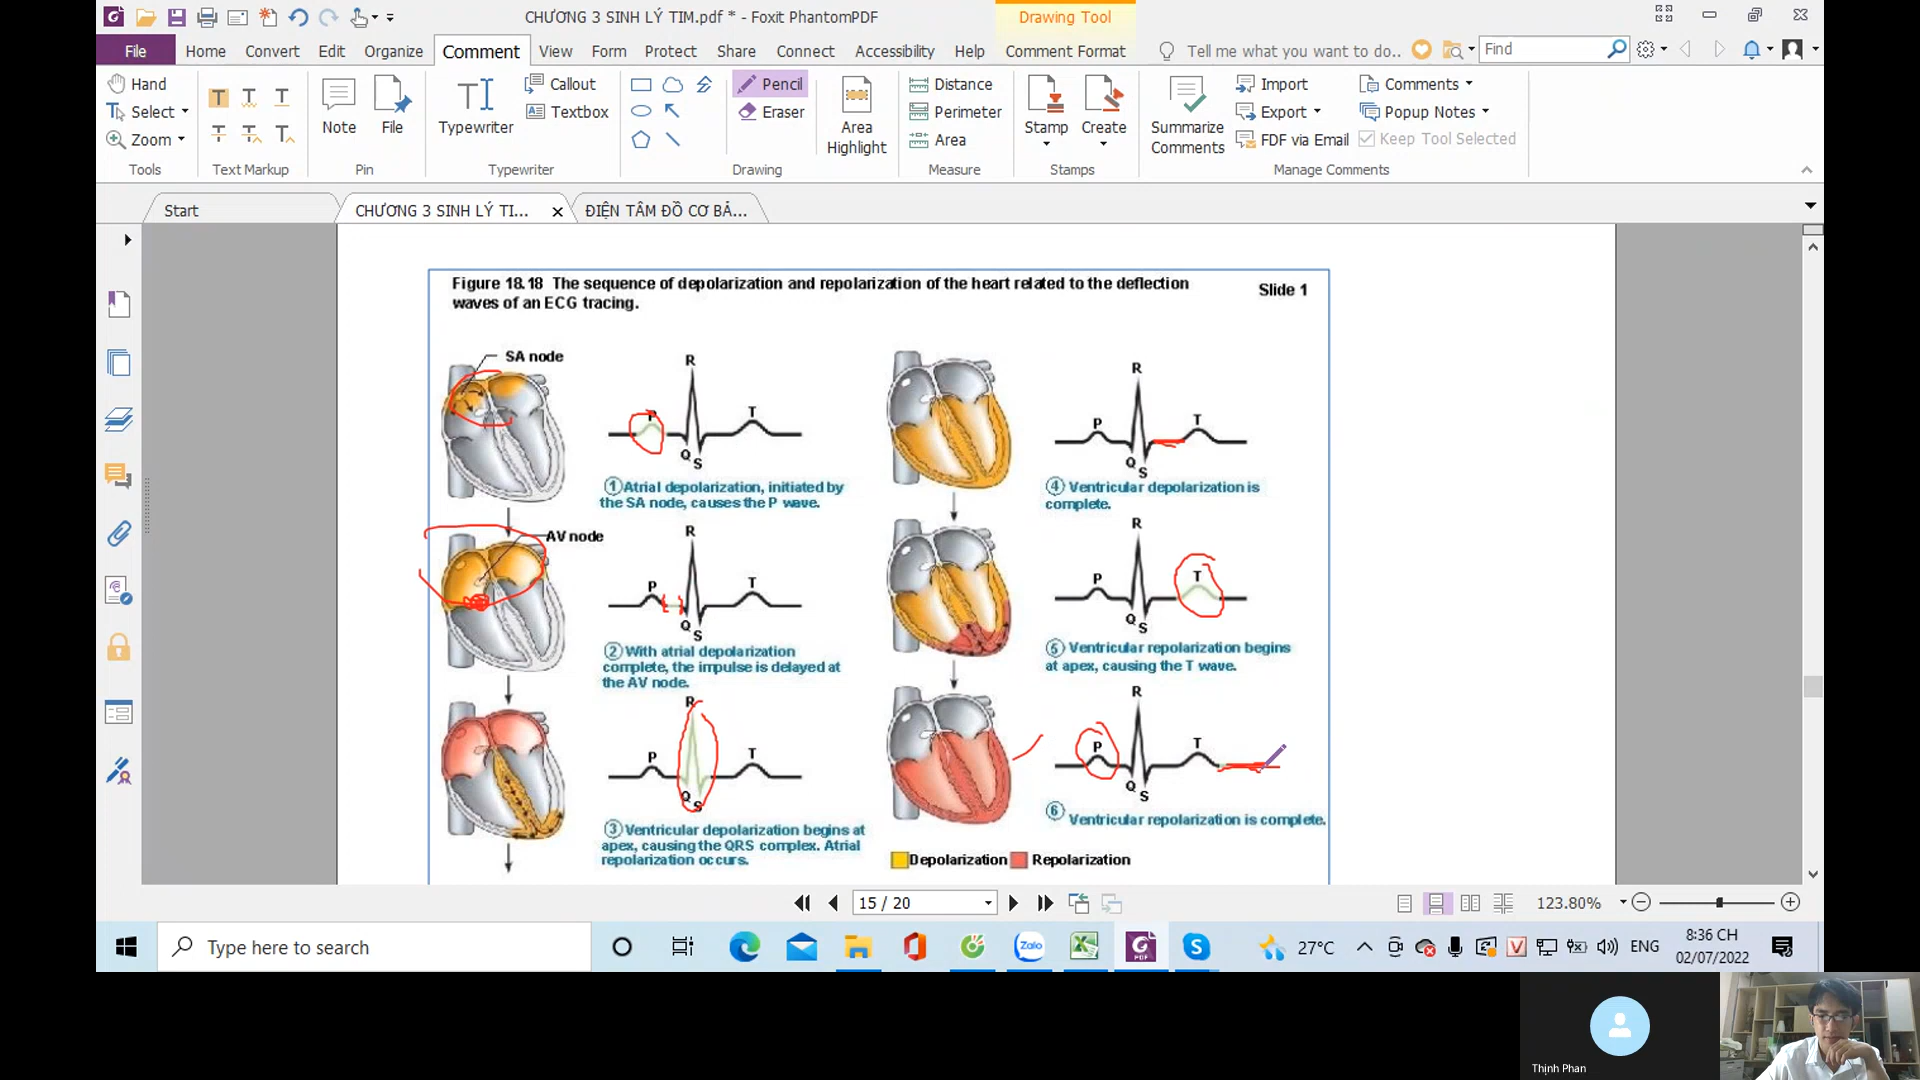 CHƯƠNG 3 SINH LÝ TIM.pdf * - Foxit PhantomPDF
Drawing Tool
File Home Convert Edit Organize Comment View Form Protect Share Connect Accessibility Help Comment Format Tell me what you want to do.. Find
Hand
Select
Zoom
Tools
Text Markup
Note
File
Pin
Typewriter
Callout
Textbox
Typewriter
Pencil
Eraser
Drawing
Area Highlight
Distance
Perimeter
Area
Measure
Stamp
Create
Stamps
Summarize Comments
Import
Export
FDF via Email
Comments
Popup Notes
Keep Tool Selected
Manage Comments
Start
CHƯƠNG 3 SINH LÝ TI...
ĐIỆN TÂM ĐỒ CƠ BẢ...
Figure 18.18 The sequence of depolarization and repolarization of the heart related to the deflection
waves of an ECG tracing.
Slide 1
SA node
R
P
T
Q
S
1 Atrial depolarization, initiated by
the SA node, causes the P wave.
AV node
R
P
T
Q
S
2 With atrial depolarization
complete, the impulse is delayed at
the AV node.
R
P
T
Q
S
3 Ventricular depolarization begins at
apex, causing the QRS complex. Atrial
repolarization occurs.
R
P
T
Q
S
4 Ventricular depolarization is
complete.
R
P
T
Q
S
5 Ventricular repolarization begins
at apex, causing the T wave.
R
P
T
Q
S
6 Ventricular repolarization is complete.
Depolarization Repolarization
15 / 20
123.80%
Type here to search
Zalo
27°C
ENG
8:36 CH
02/07/2022
Thịnh Phan